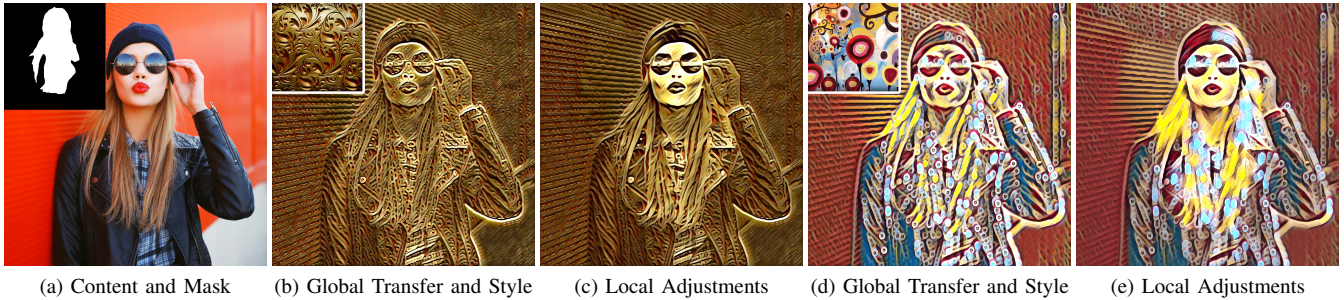 (a) Content and Mask
(b) Global Transfer and Style
(c) Local Adjustments
(d) Global Transfer and Style
(e) Local Adjustments